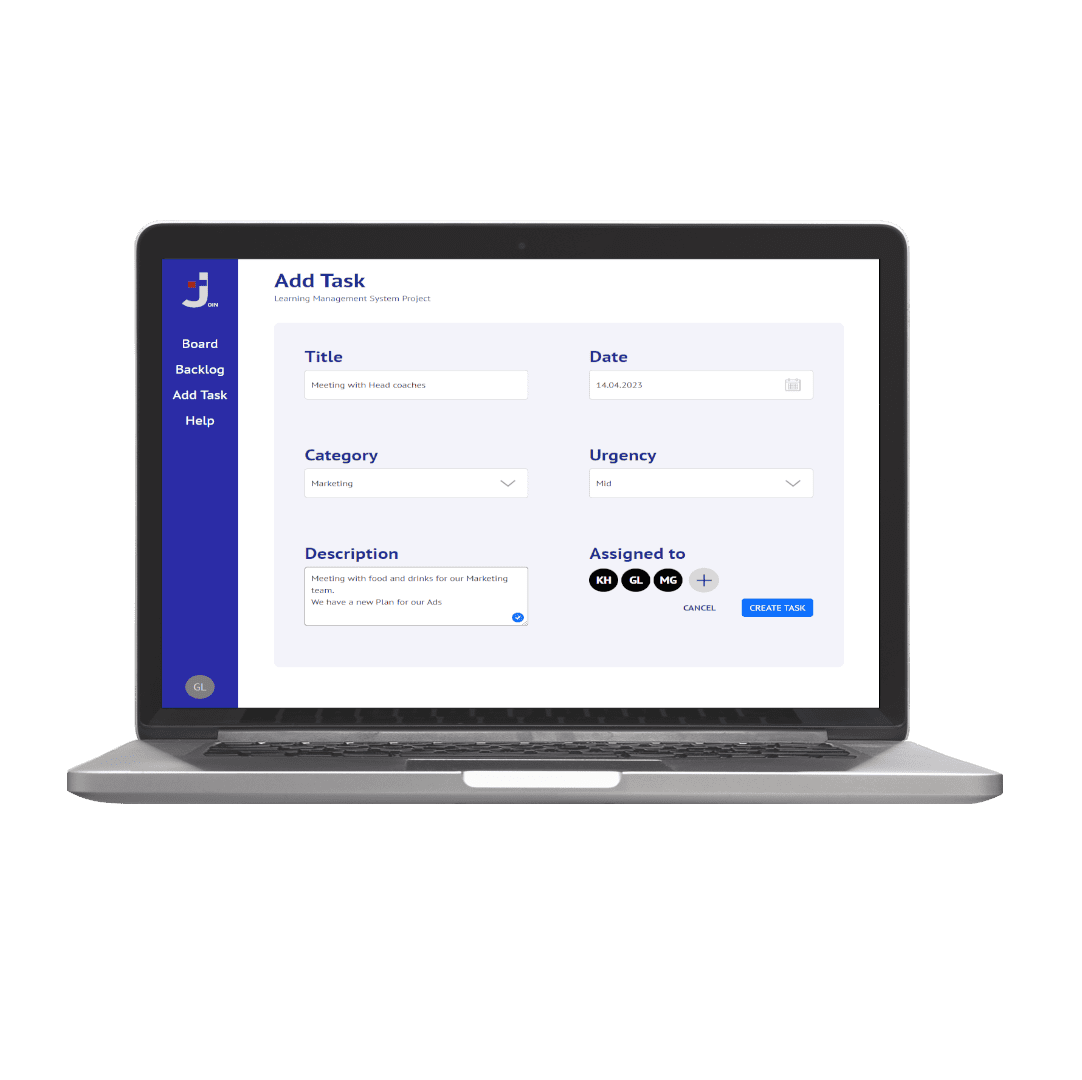 JOIN
Board
Backlog
Add Task
Help
GL
Add Task
Learning Management System Project
Title
Meeting with Head coaches
Date
14.04.2023
Category
Marketing
Urgency
Mid
Description
Meeting with food and drinks for our Marketing
team.
We have a new Plan for our Ads
Assigned to
KH GL MG
CANCEL CREATE TASK